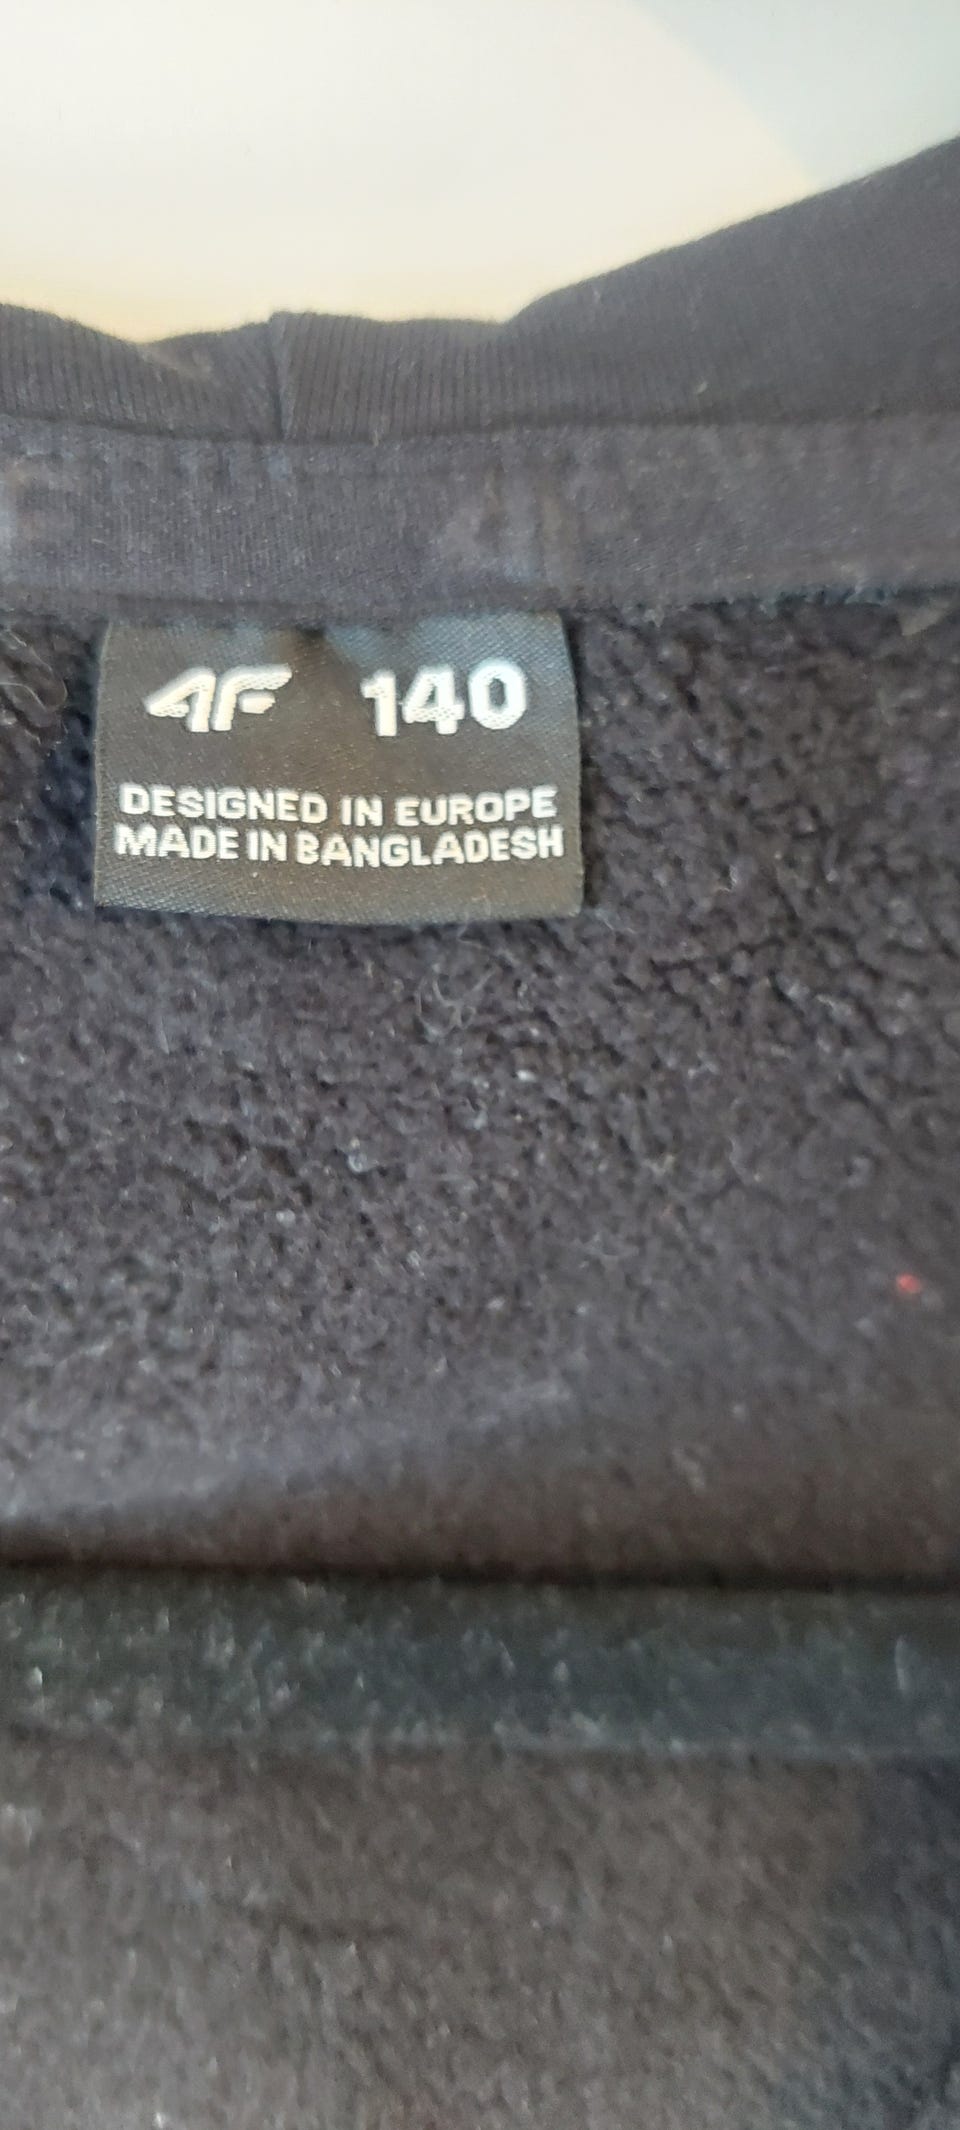 4F 140
DESIGNED IN EUROPE
MADE IN BANGLADESH